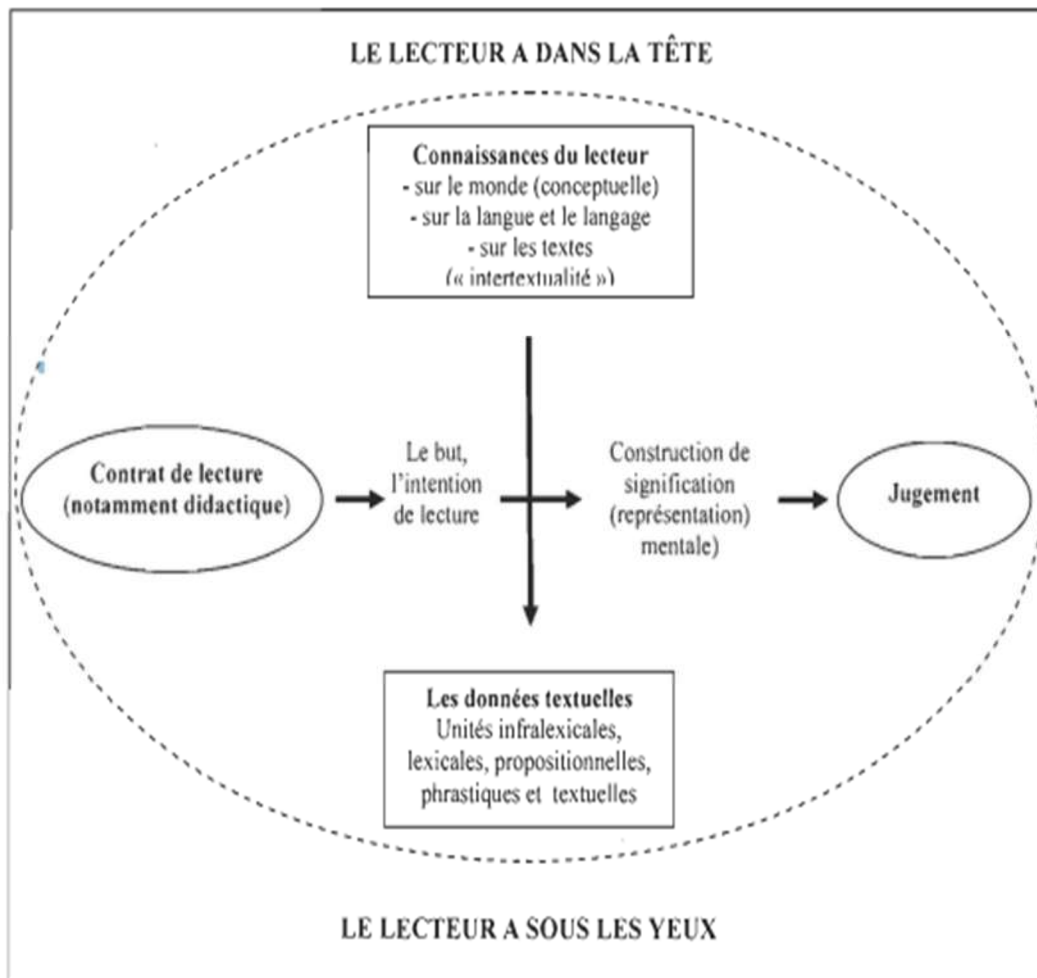 LE LECTEUR A DANS LA TÊTE
Connaissances du lecteur
- sur le monde (conceptuelle)
- sur la langue et le langage
- sur les textes
(« intertextualité »)
Contrat de lecture
(notamment didactique)
Le but,
l'intention
de lecture
Construction de
signification
(représentation)
mentale)
Jugement
Les données textuelles
Unités infralexicales,
lexicales, propositionnelles,
phrastiques et textuelles
LE LECTEUR A SOUS LES YEUX